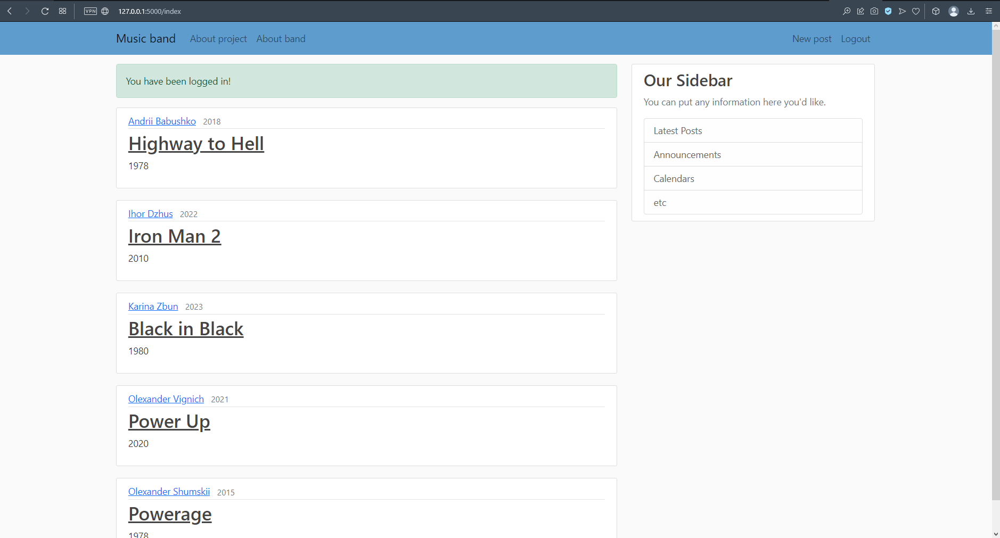 VPN 127.0.0.1:5000/index
Music band About project About band New post Logout
You have been logged in!
Andrii Babushko 2018
Highway to Hell
1978
Ihor Dzhus 2022
Iron Man 2
2010
Karina Zbun 2023
Black in Black
1980
Olexander Vignich 2021
Power Up
2020
Olexander Shumskii 2015
Powerage
1978
Our Sidebar
You can put any information here you'd like.
Latest Posts
Announcements
Calendars
etc